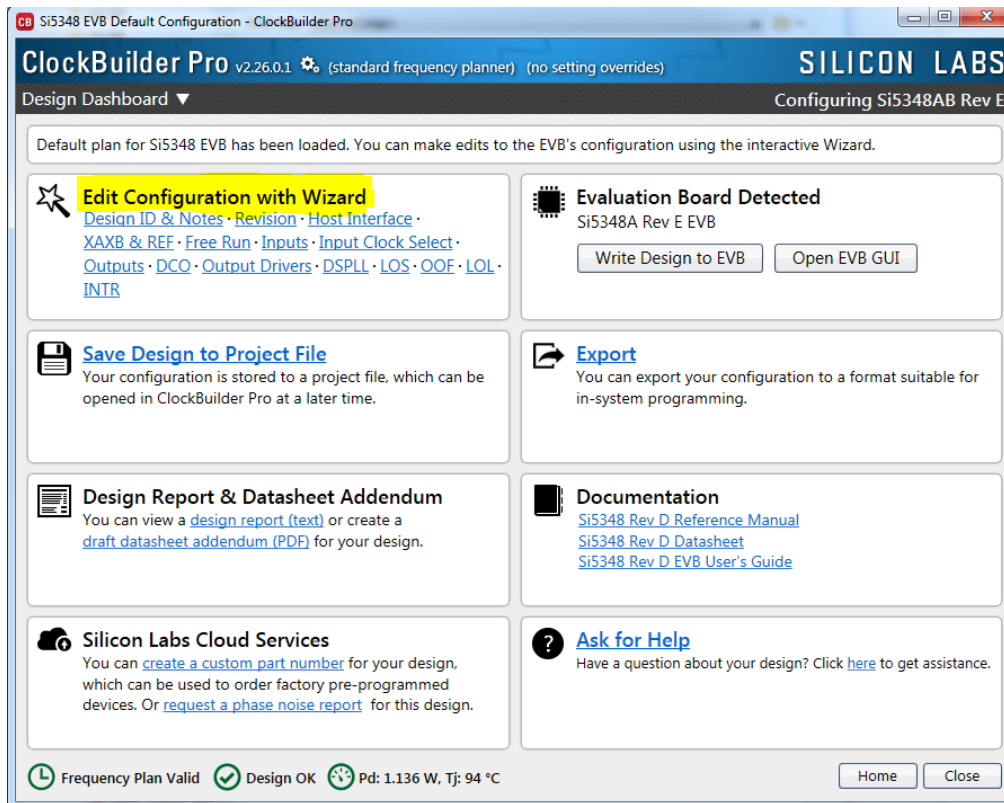 CB Si5348 EVB Default Configuration - ClockBuilder Pro
ClockBuilder Pro v2.26.0.1 (standard frequency planner) (no setting overrides) SILICON LABS
Design Dashboard ▼ Configuring Si5348AB Rev E
Default plan for Si5348 EVB has been loaded. You can make edits to the EVB's configuration using the interactive Wizard.
Edit Configuration with Wizard
Design ID & Notes · Revision · Host Interface ·
XAXB & REF · Free Run · Inputs · Input Clock Select ·
Outputs · DCO · Output Drivers · DSPLL · LOS · OOF · LOL ·
INTR
Evaluation Board Detected
Si5348A Rev E EVB
Write Design to EVB Open EVB GUI
Save Design to Project File
Your configuration is stored to a project file, which can be
opened in ClockBuilder Pro at a later time.
Export
You can export your configuration to a format suitable for
in-system programming.
Design Report & Datasheet Addendum
You can view a design report (text) or create a
draft datasheet addendum (PDF) for your design.
Documentation
Si5348 Rev D Reference Manual
Si5348 Rev D Datasheet
Si5348 Rev D EVB User's Guide
Silicon Labs Cloud Services
You can create a custom part number for your design,
which can be used to order factory pre-programmed
devices. Or request a phase noise report for this design.
? Ask for Help
Have a question about your design? Click here to get assistance.
Frequency Plan Valid Design OK Pd: 1.136 W, Tj: 94 °C Home Close